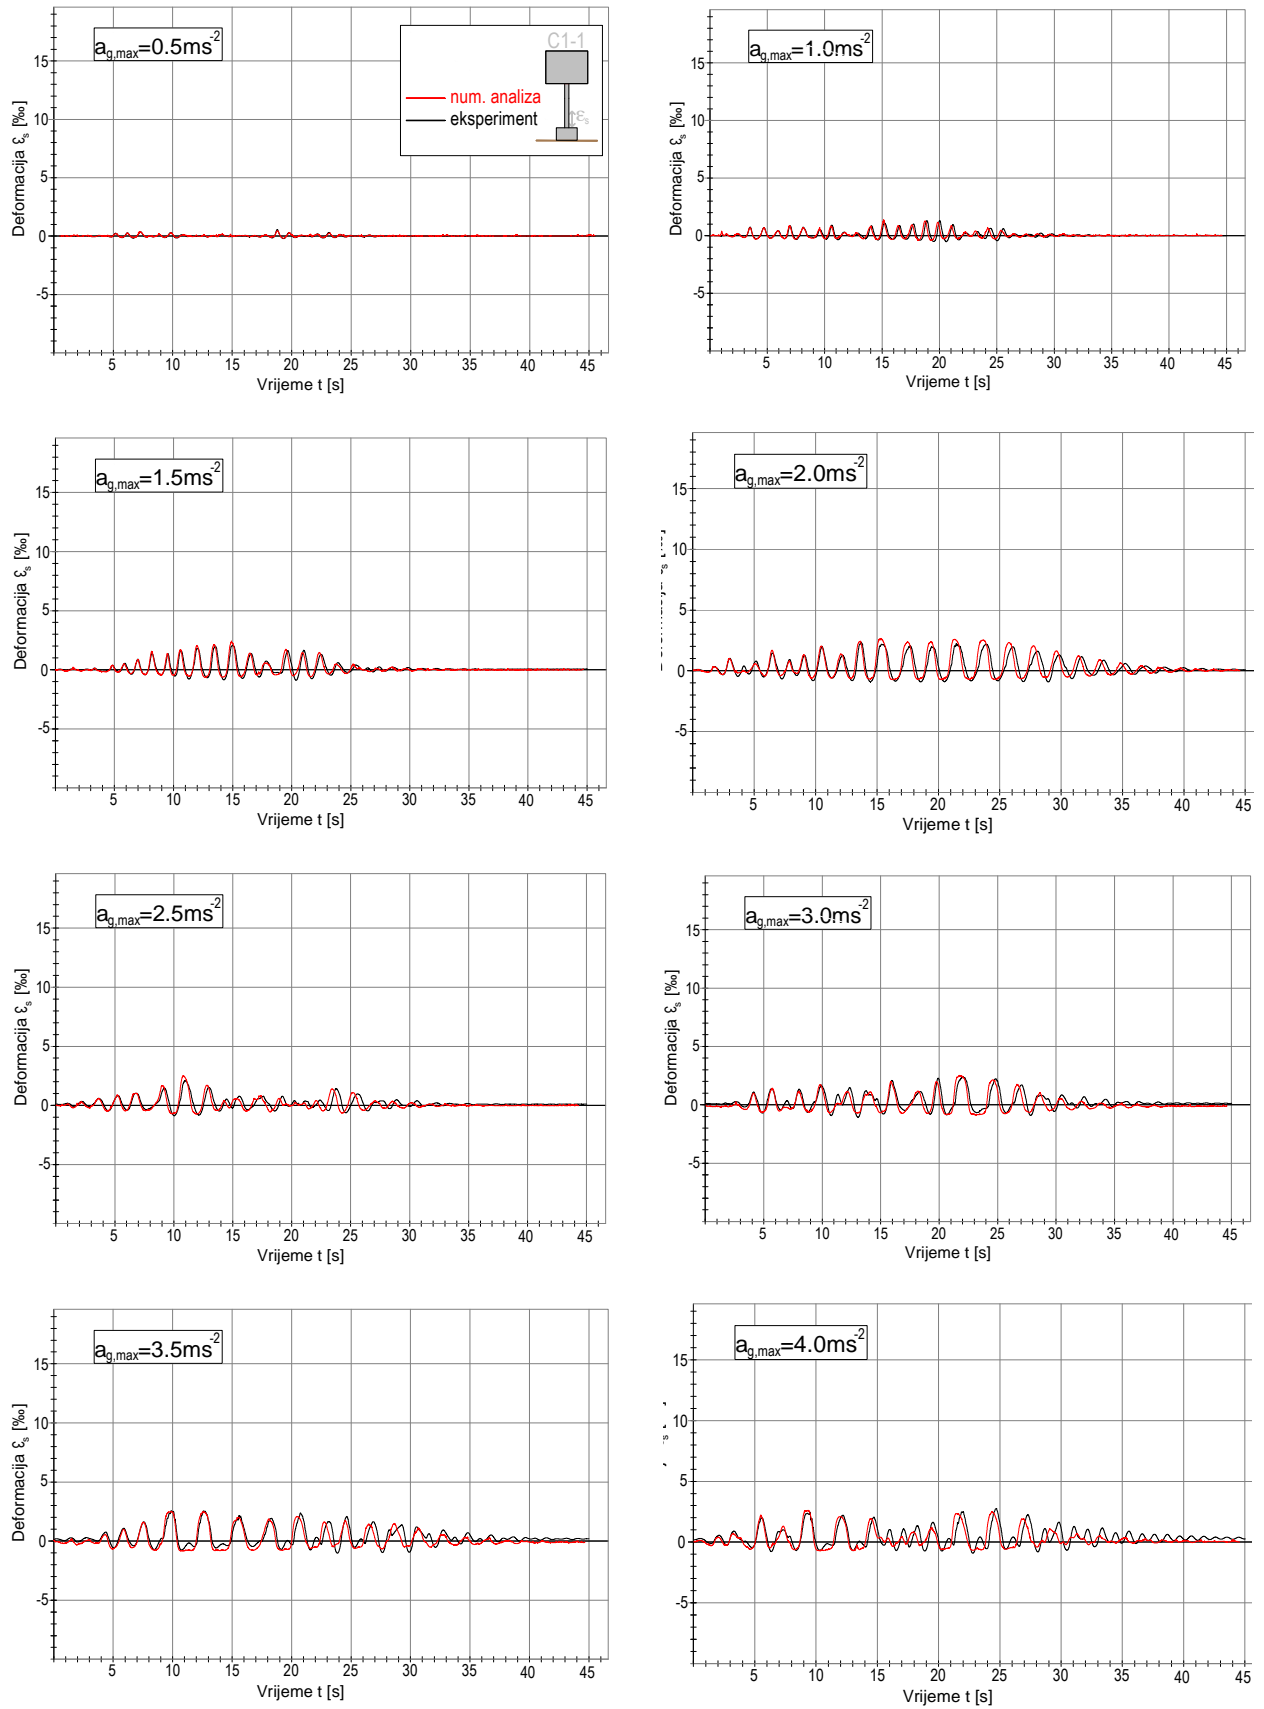 a_g,max=0.5ms^-2
C1-1
num. analiza
eksperiment
ε_s
Deformacija ε_s [‰]
15
10
5
0
-5
5 10 15 20 25 30 35 40 45
Vrijeme t [s]
a_g,max=1.0ms^-2
Deformacija ε_s [‰]
15
10
5
0
-5
5 10 15 20 25 30 35 40 45
Vrijeme t [s]
a_g,max=1.5ms^-2
Deformacija ε_s [‰]
15
10
5
0
-5
5 10 15 20 25 30 35 40 45
Vrijeme t [s]
a_g,max=2.0ms^-2
15
10
5
0
-5
5 10 15 20 25 30 35 40 45
Vrijeme t [s]
a_g,max=2.5ms^-2
Deformacija ε_s [‰]
15
10
5
0
-5
5 10 15 20 25 30 35 40 45
Vrijeme t [s]
a_g,max=3.0ms^-2
Deformacija ε_s [‰]
15
10
5
0
-5
5 10 15 20 25 30 35 40 45
Vrijeme t [s]
a_g,max=3.5ms^-2
Deformacija ε_s [‰]
15
10
5
0
-5
5 10 15 20 25 30 35 40 45
Vrijeme t [s]
a_g,max=4.0ms^-2
15
10
5
0
-5
5 10 15 20 25 30 35 40 45
Vrijeme t [s]